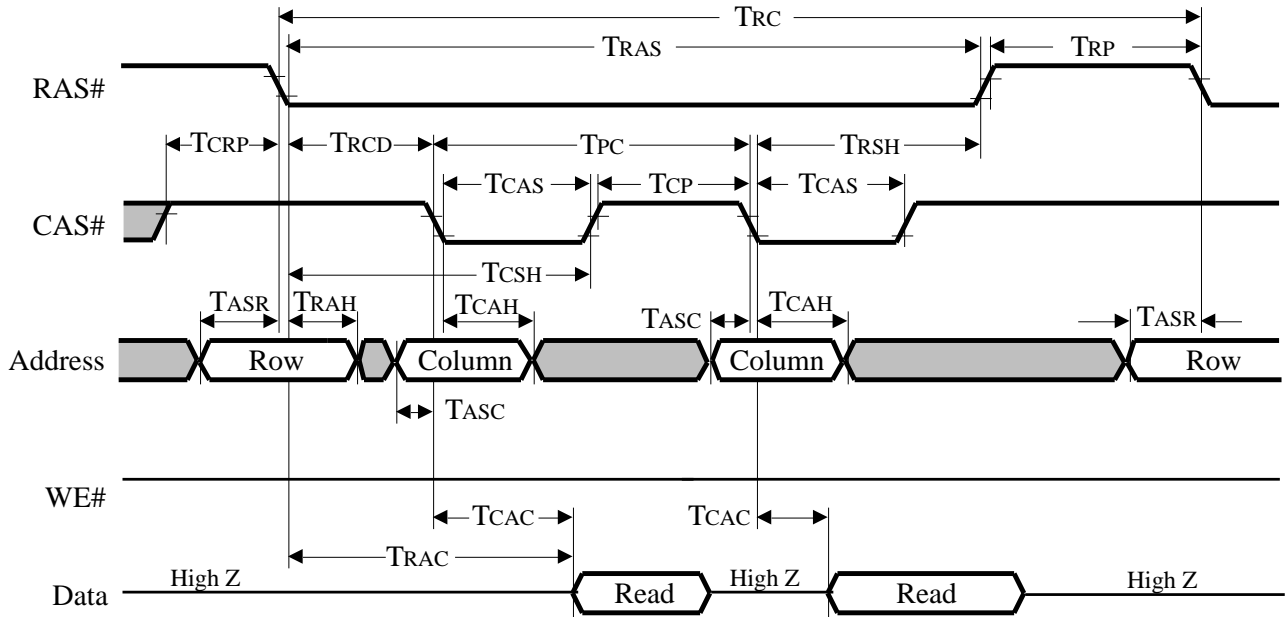 TRC
TRAS TRP
RAS#
TCRP TRCD TPC TRSH
TCAS TCP TCAS
CAS#
TCSH
TASR TRAH TCAH TASC TCAH TASR
Address Row Column Column Row
TASC
WE#
TCAC TCAC
TRAC
High Z High Z High Z
Data Read Read